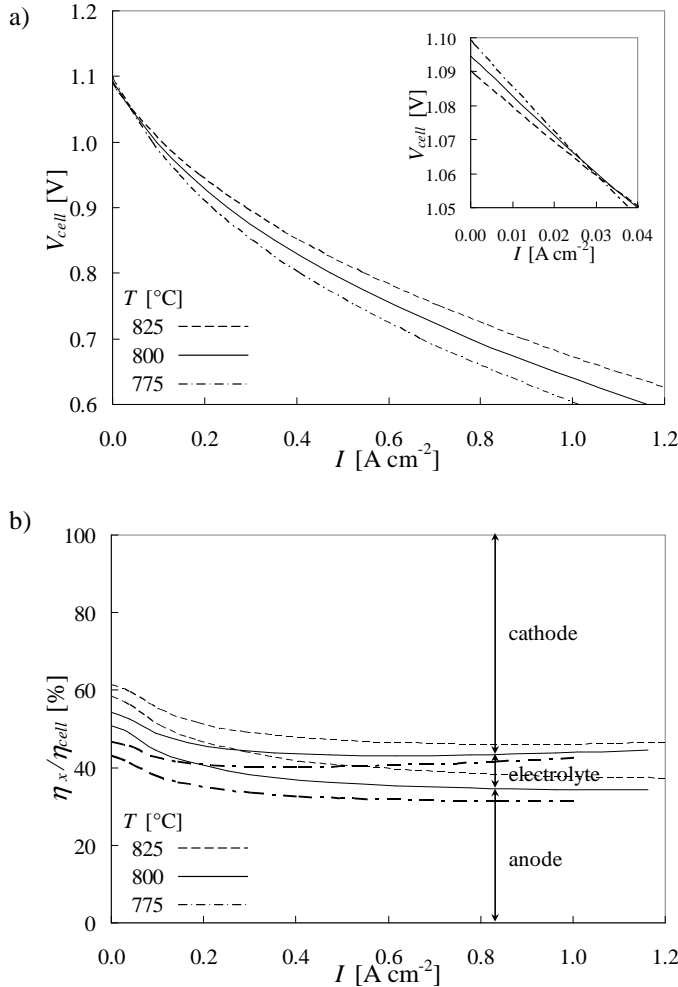 a)
1.2
1.1
1.0
0.9
0.8
0.7
0.6
V_cell [V]
0.0 0.2 0.4 0.6 0.8 1.0 1.2
I [A cm⁻²]
T [°C]
825
800
775
1.10
1.09
1.08
1.07
1.06
1.05
V_cell [V]
0.00 0.01 0.02 0.03 0.04
I [A cm⁻²]
b)
100
80
60
40
20
0
η_x/η_cell [%]
cathode
electrolyte
anode
T [°C]
825
800
775
0.0 0.2 0.4 0.6 0.8 1.0 1.2
I [A cm⁻²]